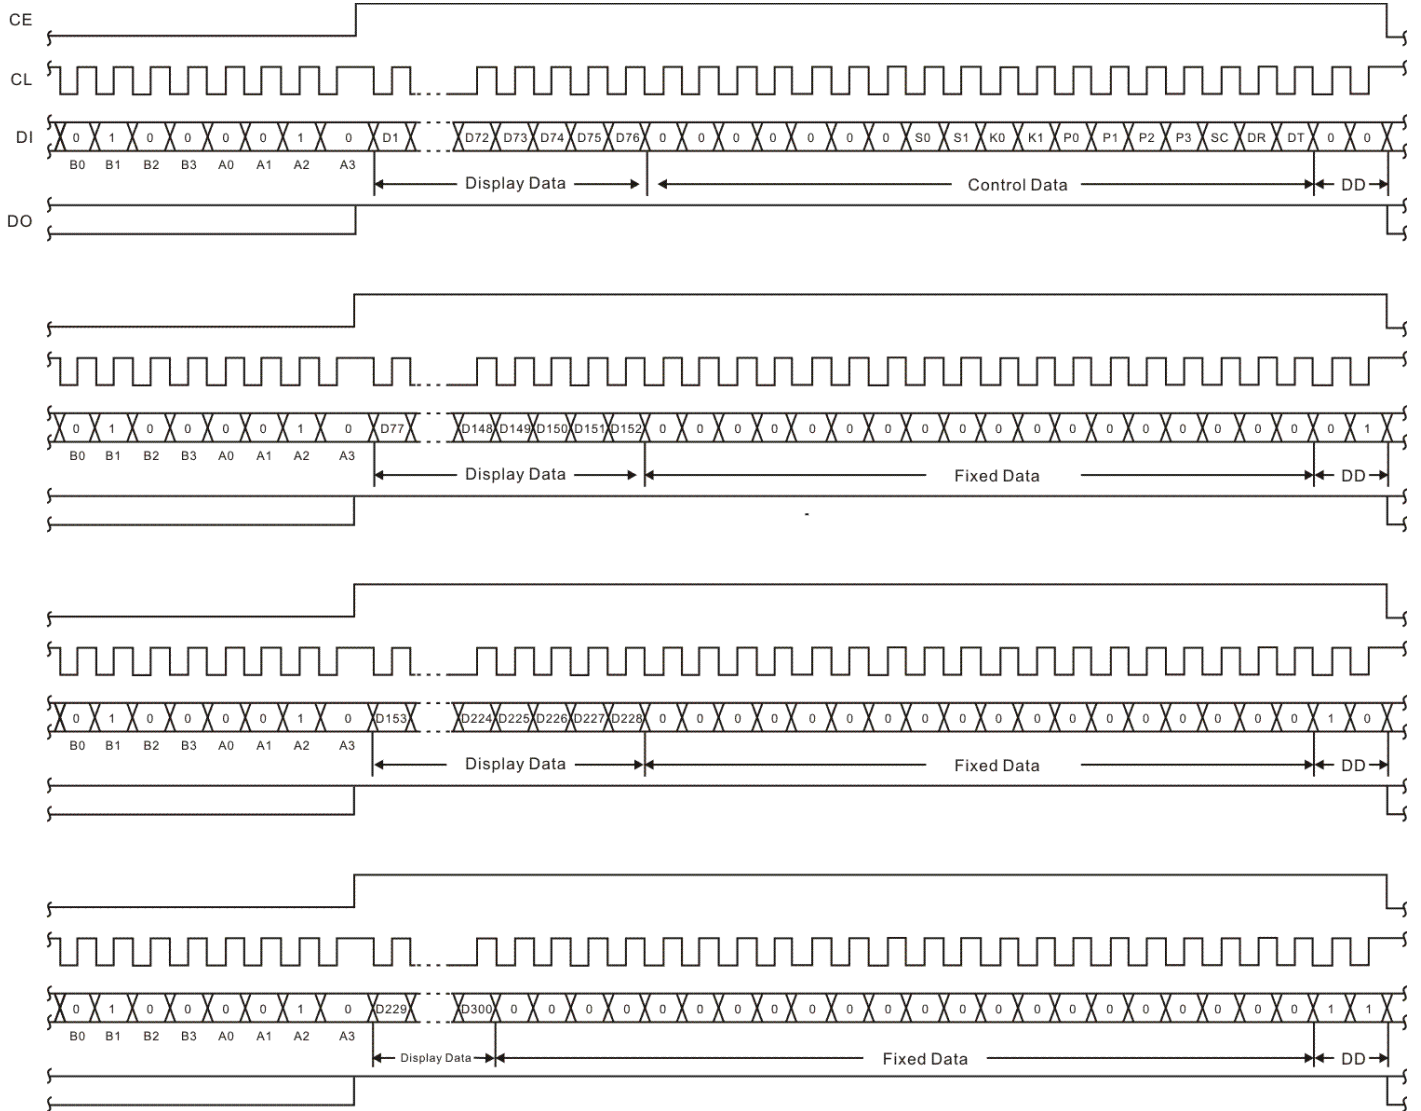 CE
CL
DI 0 1 0 0 0 0 1 0 D1 D72 D73 D74 D75 D76 0 0 0 0 0 0 0 S0 S1 K0 K1 P0 P1 P2 P3 SC DR DT 0 0
B0 B1 B2 B3 A0 A1 A2 A3
Display Data Control Data DD
DO
0 1 0 0 0 0 1 0 D77 D148 D149 D150 D151 D152 0 0 0 0 0 0 0 0 0 0 0 0 0 0 0 0 0 0 0 1
B0 B1 B2 B3 A0 A1 A2 A3
Display Data Fixed Data DD
0 1 0 0 0 0 1 0 D153 D224 D225 D226 D227 D228 0 0 0 0 0 0 0 0 0 0 0 0 0 0 0 0 0 0 1 0
B0 B1 B2 B3 A0 A1 A2 A3
Display Data Fixed Data DD
0 1 0 0 0 0 1 0 D229 D300 0 0 0 0 0 0 0 0 0 0 0 0 0 0 0 0 0 0 0 0 0 0 1 1
B0 B1 B2 B3 A0 A1 A2 A3
Display Data Fixed Data DD